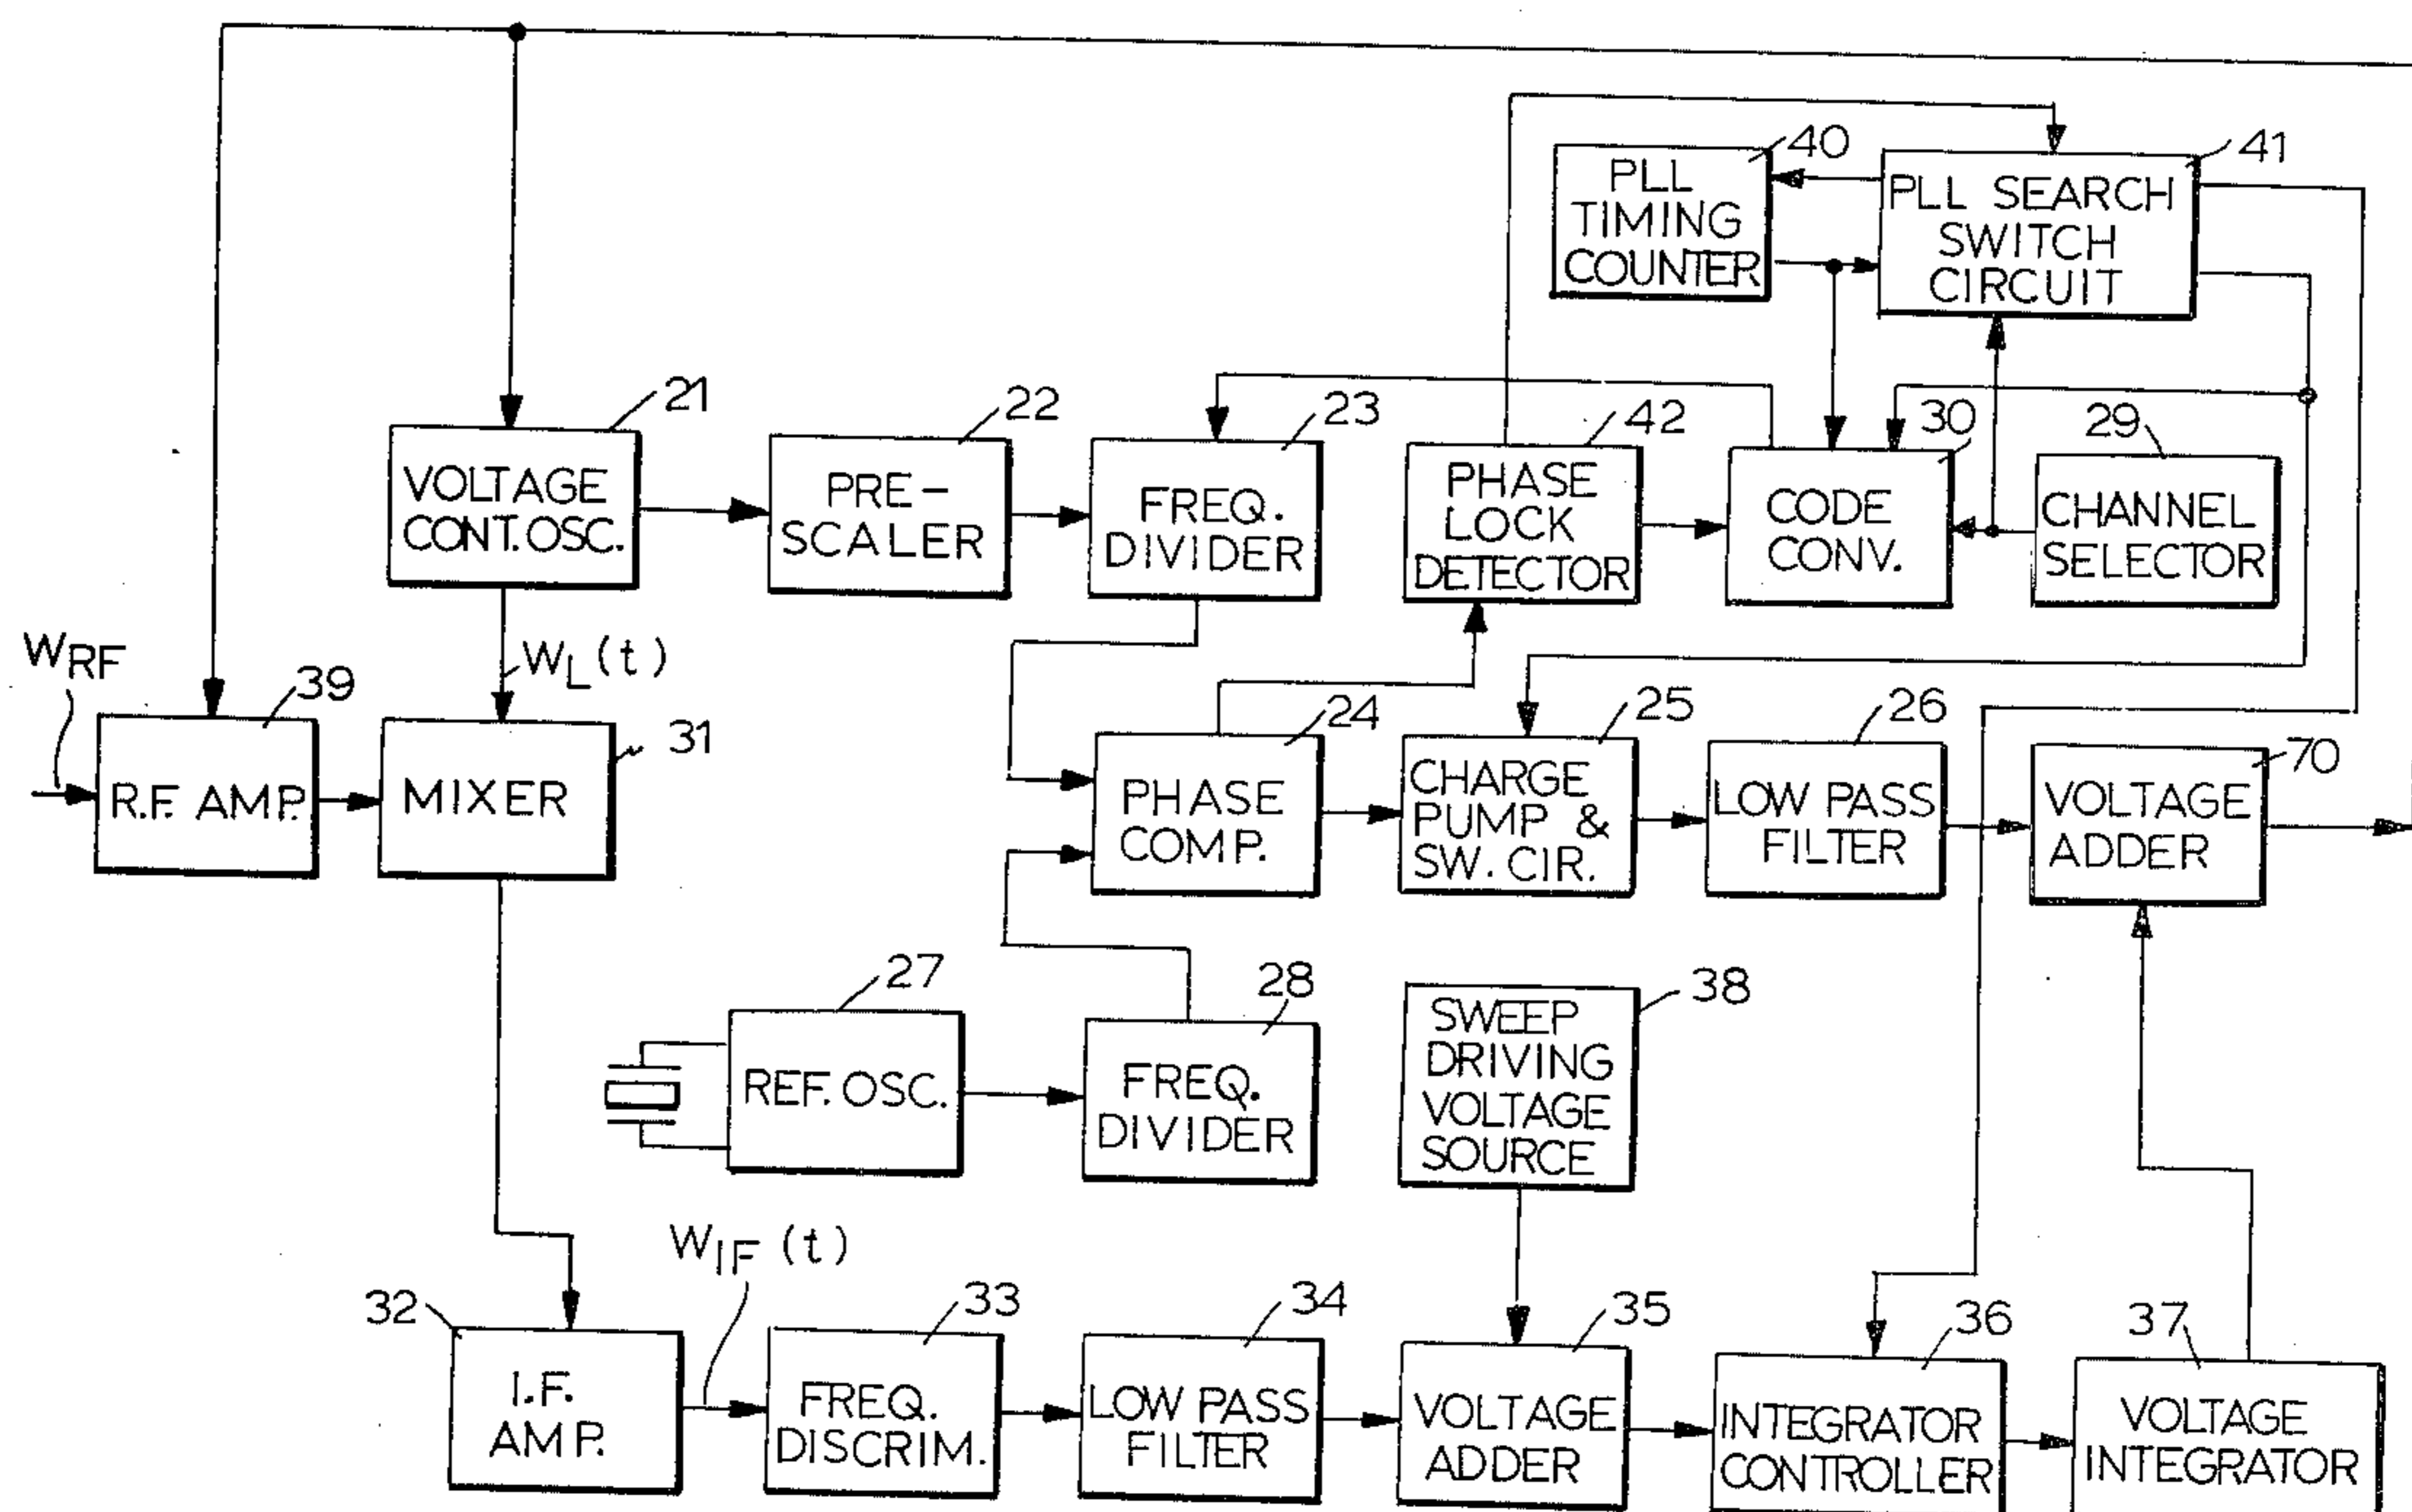 40
PLL
TIMING
COUNTER
41
PLL SEARCH
SWITCH
CIRCUIT
21
VOLTAGE
CONT. OSC.
22
PRE-
SCALER
23
FREQ.
DIVIDER
42
PHASE
LOCK
DETECTOR
30
CODE
CONV.
29
CHANNEL
SELECTOR
WRF
WL(t)
39
R.F. AMP.
31
MIXER
24
PHASE
COMP.
25
CHARGE
PUMP &
SW. CIR.
26
LOW PASS
FILTER
70
VOLTAGE
ADDER
27
REF. OSC.
28
FREQ.
DIVIDER
38
SWEEP
DRIVING
VOLTAGE
SOURCE
WIF (t)
32
I.F.
AMP.
33
FREQ.
DISCRIM.
34
LOW PASS
FILTER
35
VOLTAGE
ADDER
36
INTEGRATOR
CONTROLLER
37
VOLTAGE
INTEGRATOR